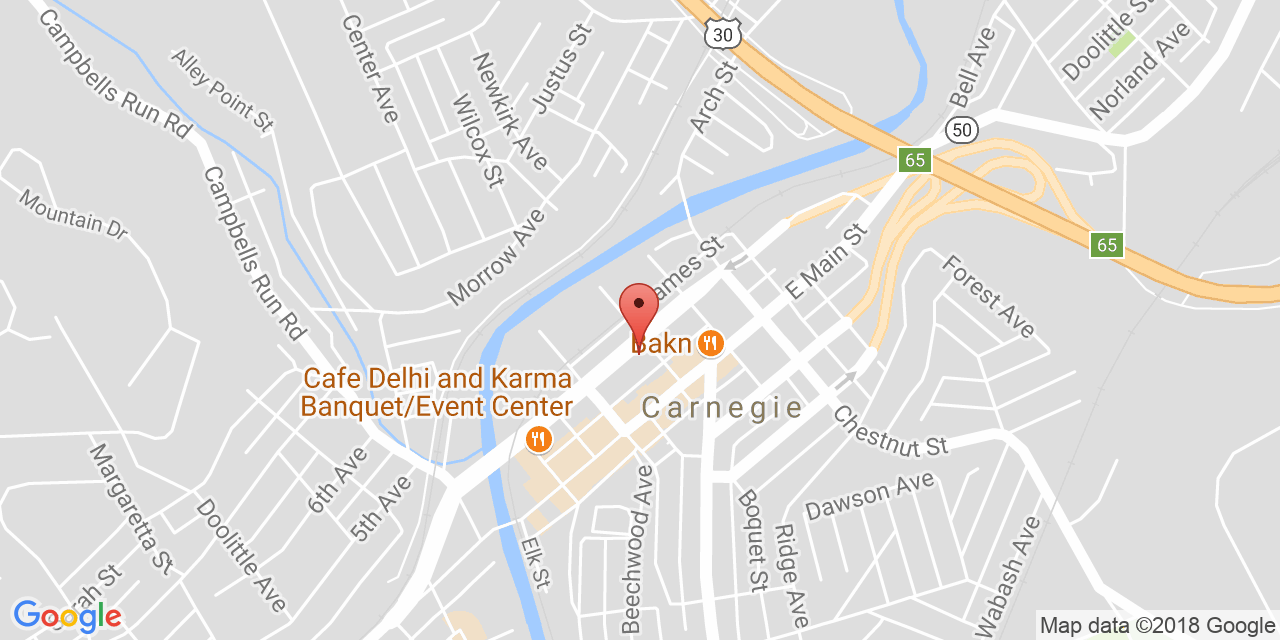 30
Campbells Run Rd
Center Ave
Justus St
Bell Ave
Doolittle St
Norland Ave
Alley Point St
Newkirk Ave
Wilcox St
Arch St
50
65
Mountain Dr
Campbells Run Rd
Morrow Ave
James St
E Main St
65
Forest Ave
Bakn
Cafe Delhi and Karma
Banquet/Event Center
Carnegie
Chestnut St
Margaretta St
6th Ave
5th Ave
Doolittle Ave
Dawson Ave
Beechwood Ave
Boquet St
Ridge Ave
Elk St
Wabash Ave
St
Google
Map data ©2018 Google